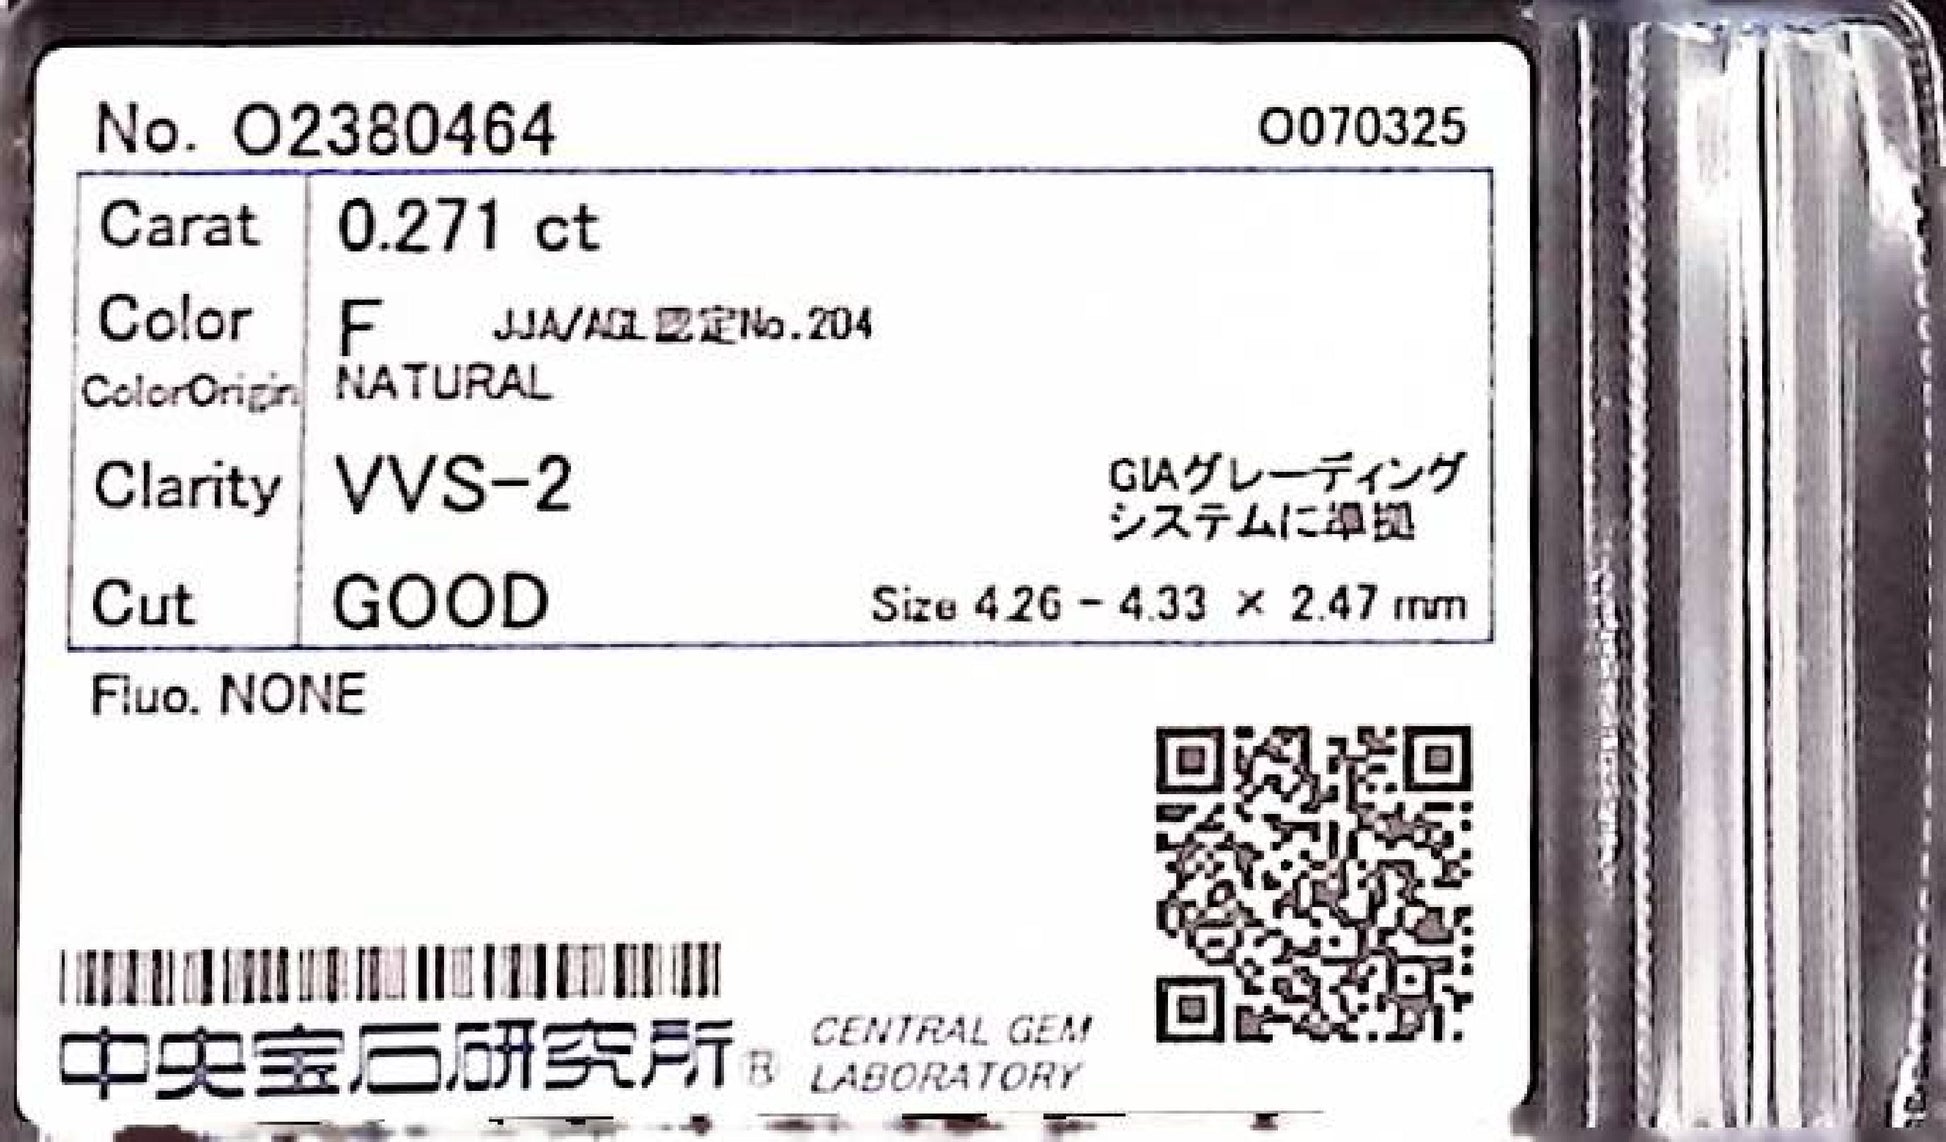 No. O2380464
O070325
Carat 0.271 ct
Color F JJA/AGL認定No.204
ColorOrigin NATURAL
Clarity VVS-2
GIAグレーディング
システムに準拠
Cut GOOD Size 4.26 - 4.33 × 2.47 mm
Fluo. NONE
中央宝石研究所®
CENTRAL GEM
LABORATORY